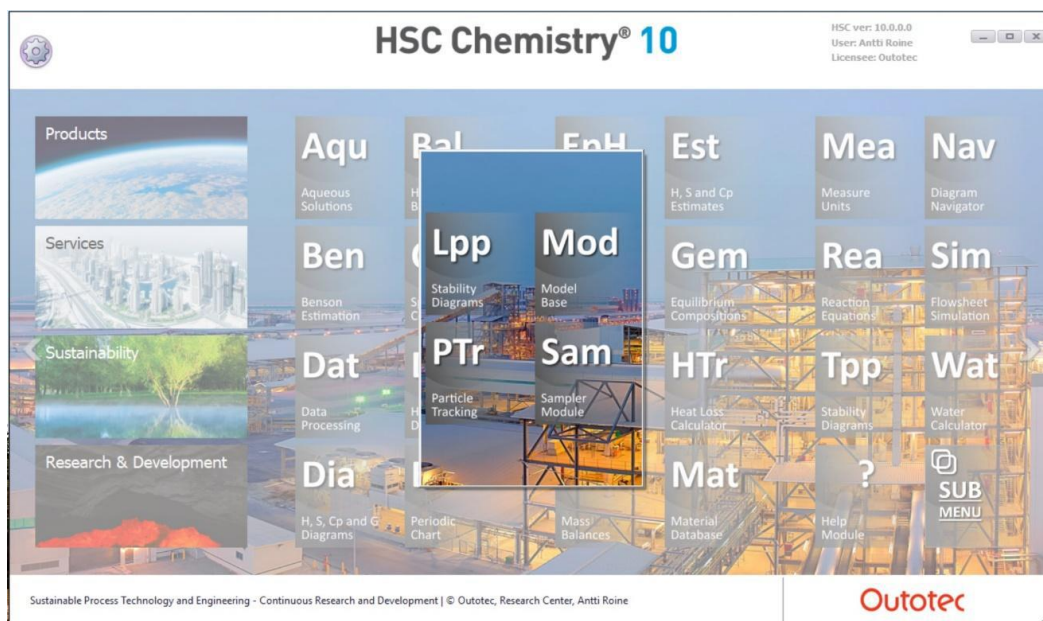 HSC Chemistry® 10
HSC ver: 10.0.0.0
User: Antti Roine
Licensee: Outotec
Products
Services
Sustainability
Research & Development
Aqu
Aqueous
Solutions
Bal
EpH
Est
H, S and Cp
Estimates
Mea
Measure
Units
Nav
Diagram
Navigator
Ben
Benson
Estimation
Lpp
Stability
Diagrams
Mod
Model
Base
Gem
Equilibrium
Compositions
Rea
Reaction
Equations
Sim
Flowsheet
Simulation
Dat
Data
Processing
PTr
Particle
Tracking
Sam
Sampler
Module
HTr
Heat Loss
Calculator
Tpp
Stability
Diagrams
Wat
Water
Calculator
Dia
H, S, Cp and G
Diagrams
Periodic
Chart
Mass
Balances
Mat
Material
Database
?
Help
Module
SUB
MENU
Sustainable Process Technology and Engineering - Continuous Research and Development | © Outotec, Research Center, Antti Roine
Outotec